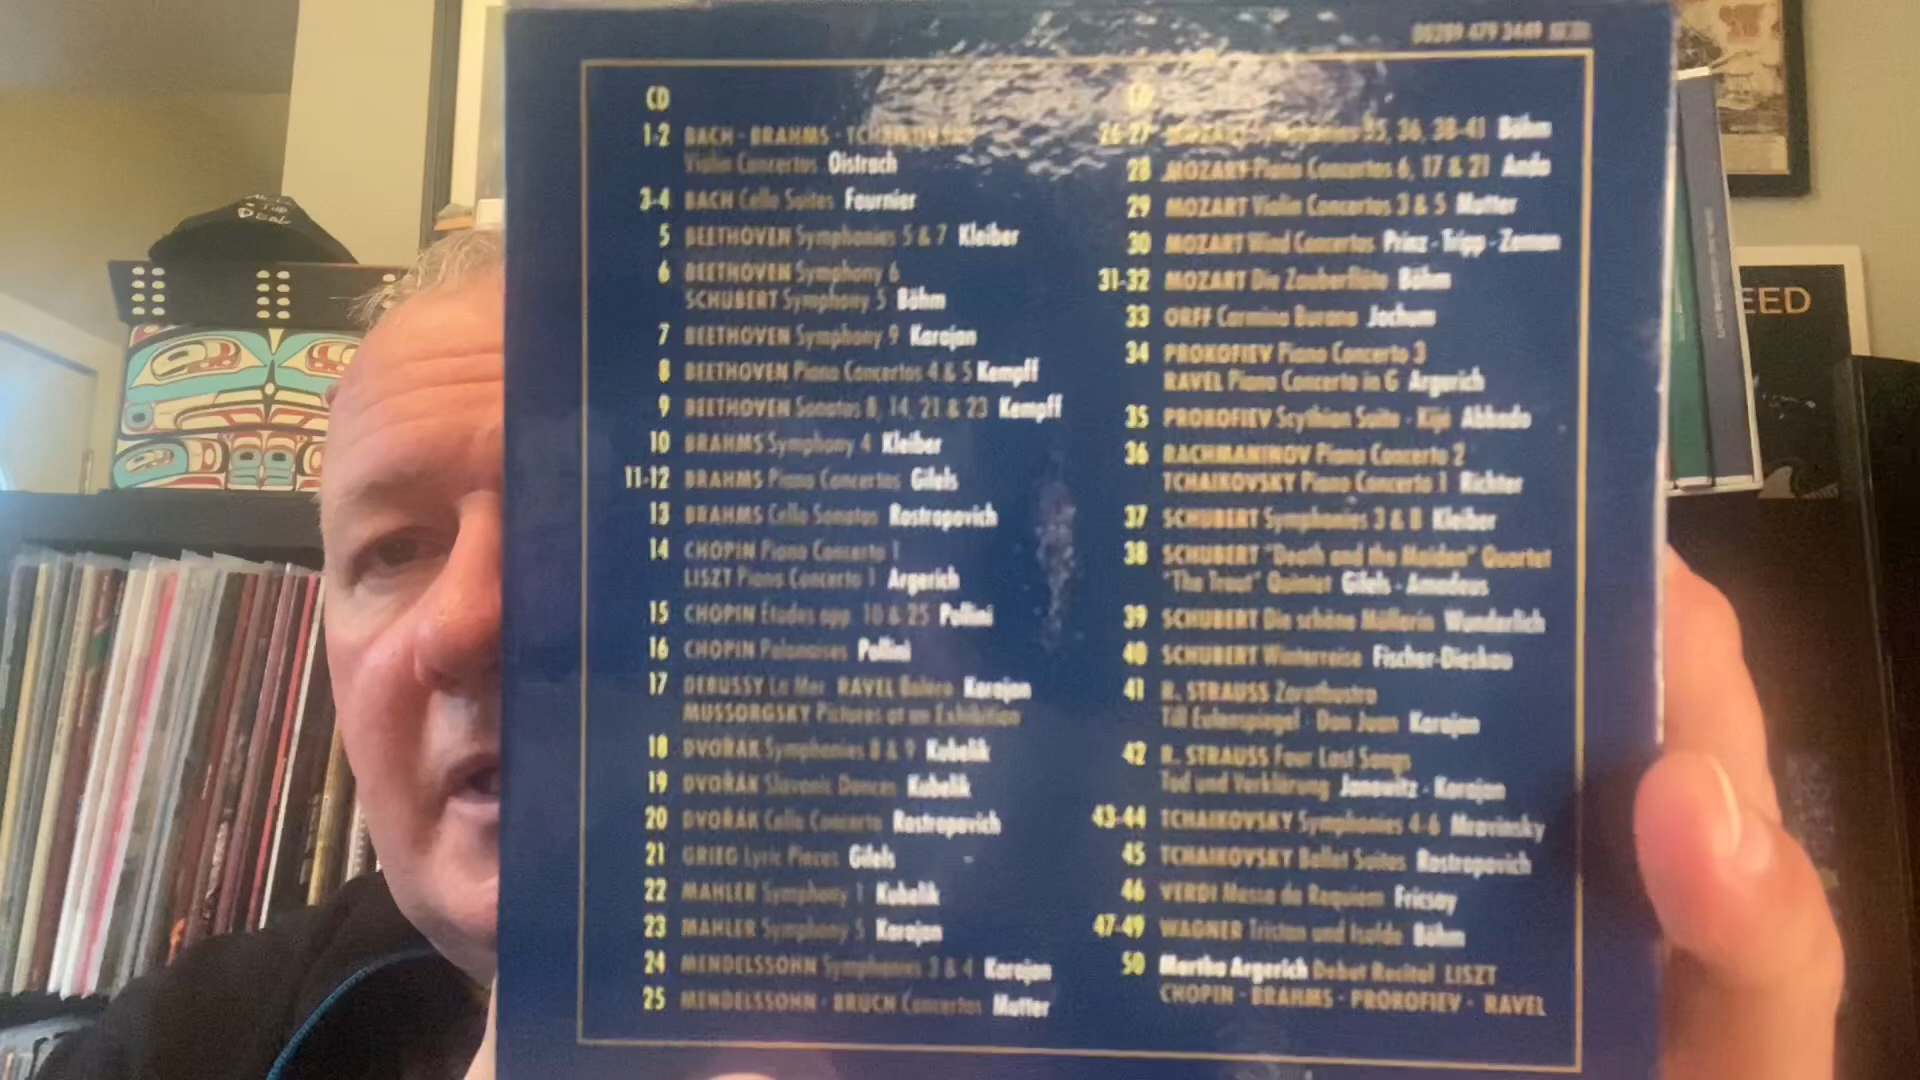 THE
DEAL
EED
00289 479 3449
CD
1-2 BACH · BRAHMS · TCHAIKOVSKY
Violin Concertos Oistrach
3-4 BACH Cello Suites Fournier
5 BEETHOVEN Symphonies 5 & 7 Kleiber
6 BEETHOVEN Symphony 6
SCHUBERT Symphony 5 Böhm
7 BEETHOVEN Symphony 9 Karajan
8 BEETHOVEN Piano Concertos 4 & 5 Kempff
9 BEETHOVEN Sonatas 8, 14, 21 & 23 Kempff
10 BRAHMS Symphony 4 Kleiber
11-12 BRAHMS Piano Concertos Gilels
13 BRAHMS Cello Sonatas Rostropovich
14 CHOPIN Piano Concerto 1
LISZT Piano Concerto 1 Argerich
15 CHOPIN Etudes opp. 10 & 25 Pollini
16 CHOPIN Polonaises Pollini
17 DEBUSSY La Mer RAVEL Bolero Karajan
MUSSORGSKY Pictures at an Exhibition
18 DVOŘÁK Symphonies 8 & 9 Kubelik
19 DVOŘÁK Slavonic Dances Kubelik
20 DVOŘÁK Cello Concerto Rostropovich
21 GRIEG Lyric Pieces Gilels
22 MAHLER Symphony 1 Kubelik
23 MAHLER Symphony 5 Karajan
24 MENDELSSOHN Symphonies 3 & 4 Karajan
25 MENDELSSOHN · BRUCH Concertos Mutter
CD
26-27 MOZART Symphonies 35, 36, 38-41 Böhm
28 MOZART Piano Concertos 6, 17 & 21 Anda
29 MOZART Violin Concertos 3 & 5 Mutter
30 MOZART Wind Concertos Prinz · Tripp · Zeman
31-32 MOZART Die Zauberflöte Böhm
33 ORFF Carmina Burana Jochum
34 PROKOFIEV Piano Concerto 3
RAVEL Piano Concerto in G Argerich
35 PROKOFIEV Scythian Suite · Kijé Abbado
36 RACHMANINOV Piano Concerto 2
TCHAIKOVSKY Piano Concerto 1 Richter
37 SCHUBERT Symphonies 3 & 8 Kleiber
38 SCHUBERT "Death and the Maiden" Quartet
"The Trout" Quintet Gilels · Amadeus
39 SCHUBERT Die schöne Müllerin Wunderlich
40 SCHUBERT Winterreise Fischer-Dieskau
41 R. STRAUSS Zarathustra
Till Eulenspiegel · Don Juan Karajan
42 R. STRAUSS Four Last Songs
Tod und Verklärung Janowitz · Karajan
43-44 TCHAIKOVSKY Symphonies 4-6 Mravinsky
45 TCHAIKOVSKY Ballet Suites Rostropovich
46 VERDI Messa da Requiem Fricsay
47-49 WAGNER Tristan und Isolde Böhm
50 Martha Argerich Debut Recital LISZT
CHOPIN · BRAHMS · PROKOFIEV · RAVEL